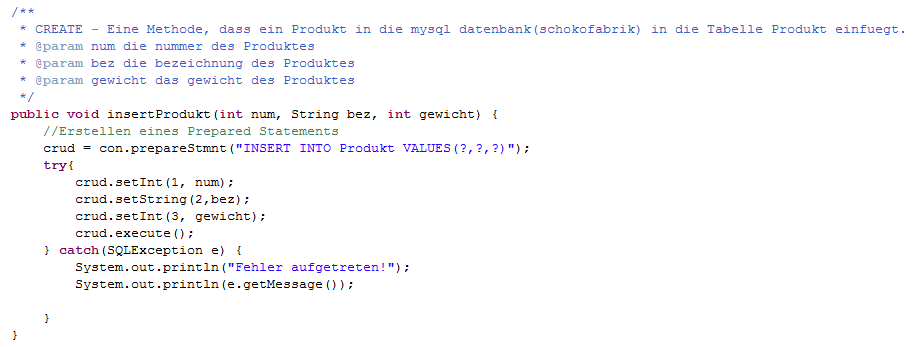 /**
 * CREATE - Eine Methode, dass ein Produkt in die mysql datenbank(schokofabrik) in die Tabelle Produkt einfuegt.
 * @param num die nummer des Produktes
 * @param bez die bezeichnung des Produktes
 * @param gewicht das gewicht des Produktes
 */
public void insertProdukt(int num, String bez, int gewicht) {
    //Erstellen eines Prepared Statements
    crud = con.prepareStmnt("INSERT INTO Produkt VALUES(?,?,?)");
    try{
        crud.setInt(1, num);
        crud.setString(2,bez);
        crud.setInt(3, gewicht);
        crud.execute();
    } catch(SQLException e) {
        System.out.println("Fehler aufgetreten!");
        System.out.println(e.getMessage());
    }
}